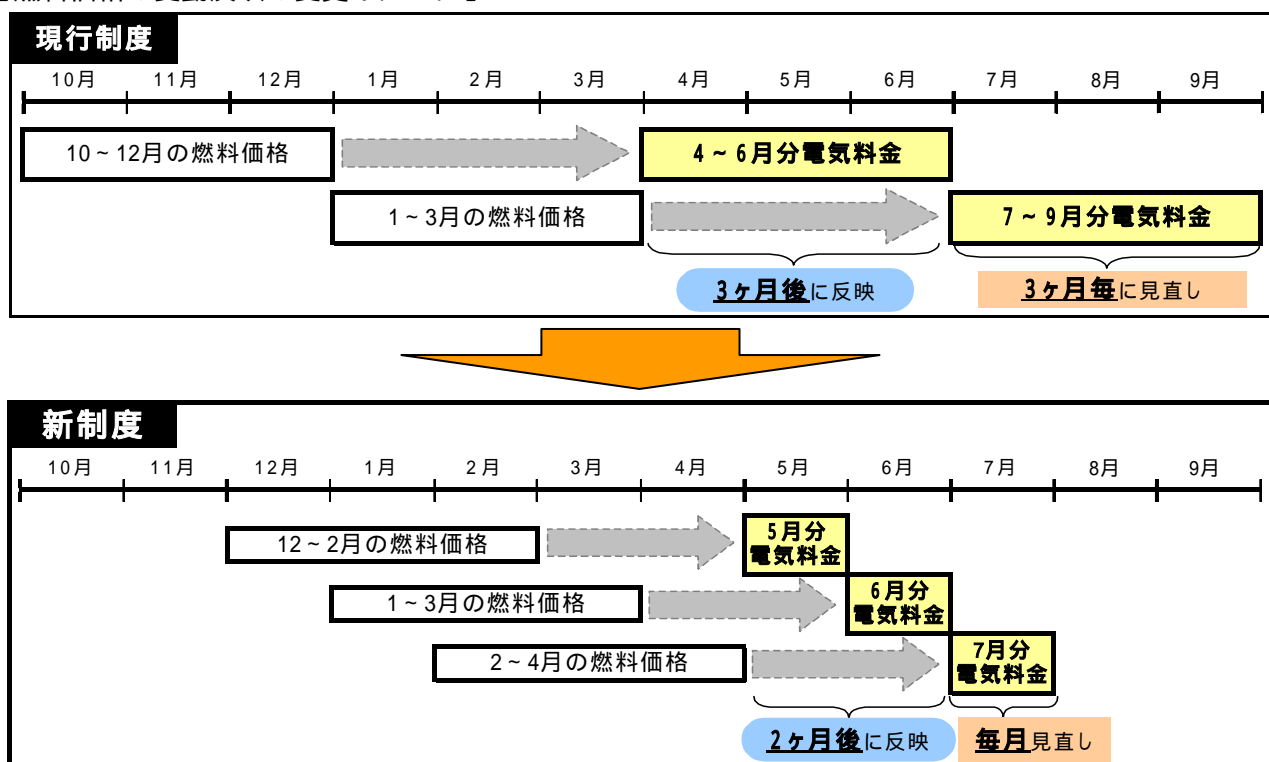 現行制度
10月 11月 12月 1月 2月 3月 4月 5月 6月 7月 8月 9月
10~12月の燃料価格
4~6月分電気料金
1~3月の燃料価格
7~9月分電気料金
3ヶ月後に反映
3ヶ月毎に見直し
新制度
10月 11月 12月 1月 2月 3月 4月 5月 6月 7月 8月 9月
12~2月の燃料価格
5月分
電気料金
1~3月の燃料価格
6月分
電気料金
2~4月の燃料価格
7月分
電気料金
2ヶ月後に反映
毎月見直し